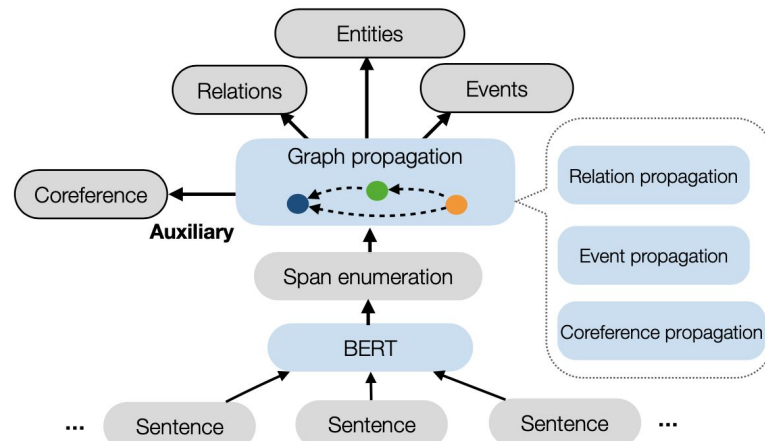 Entities
Relations
Events
Graph propagation
Coreference
Auxiliary
Relation propagation
Event propagation
Coreference propagation
Span enumeration
BERT
... Sentence Sentence Sentence ...